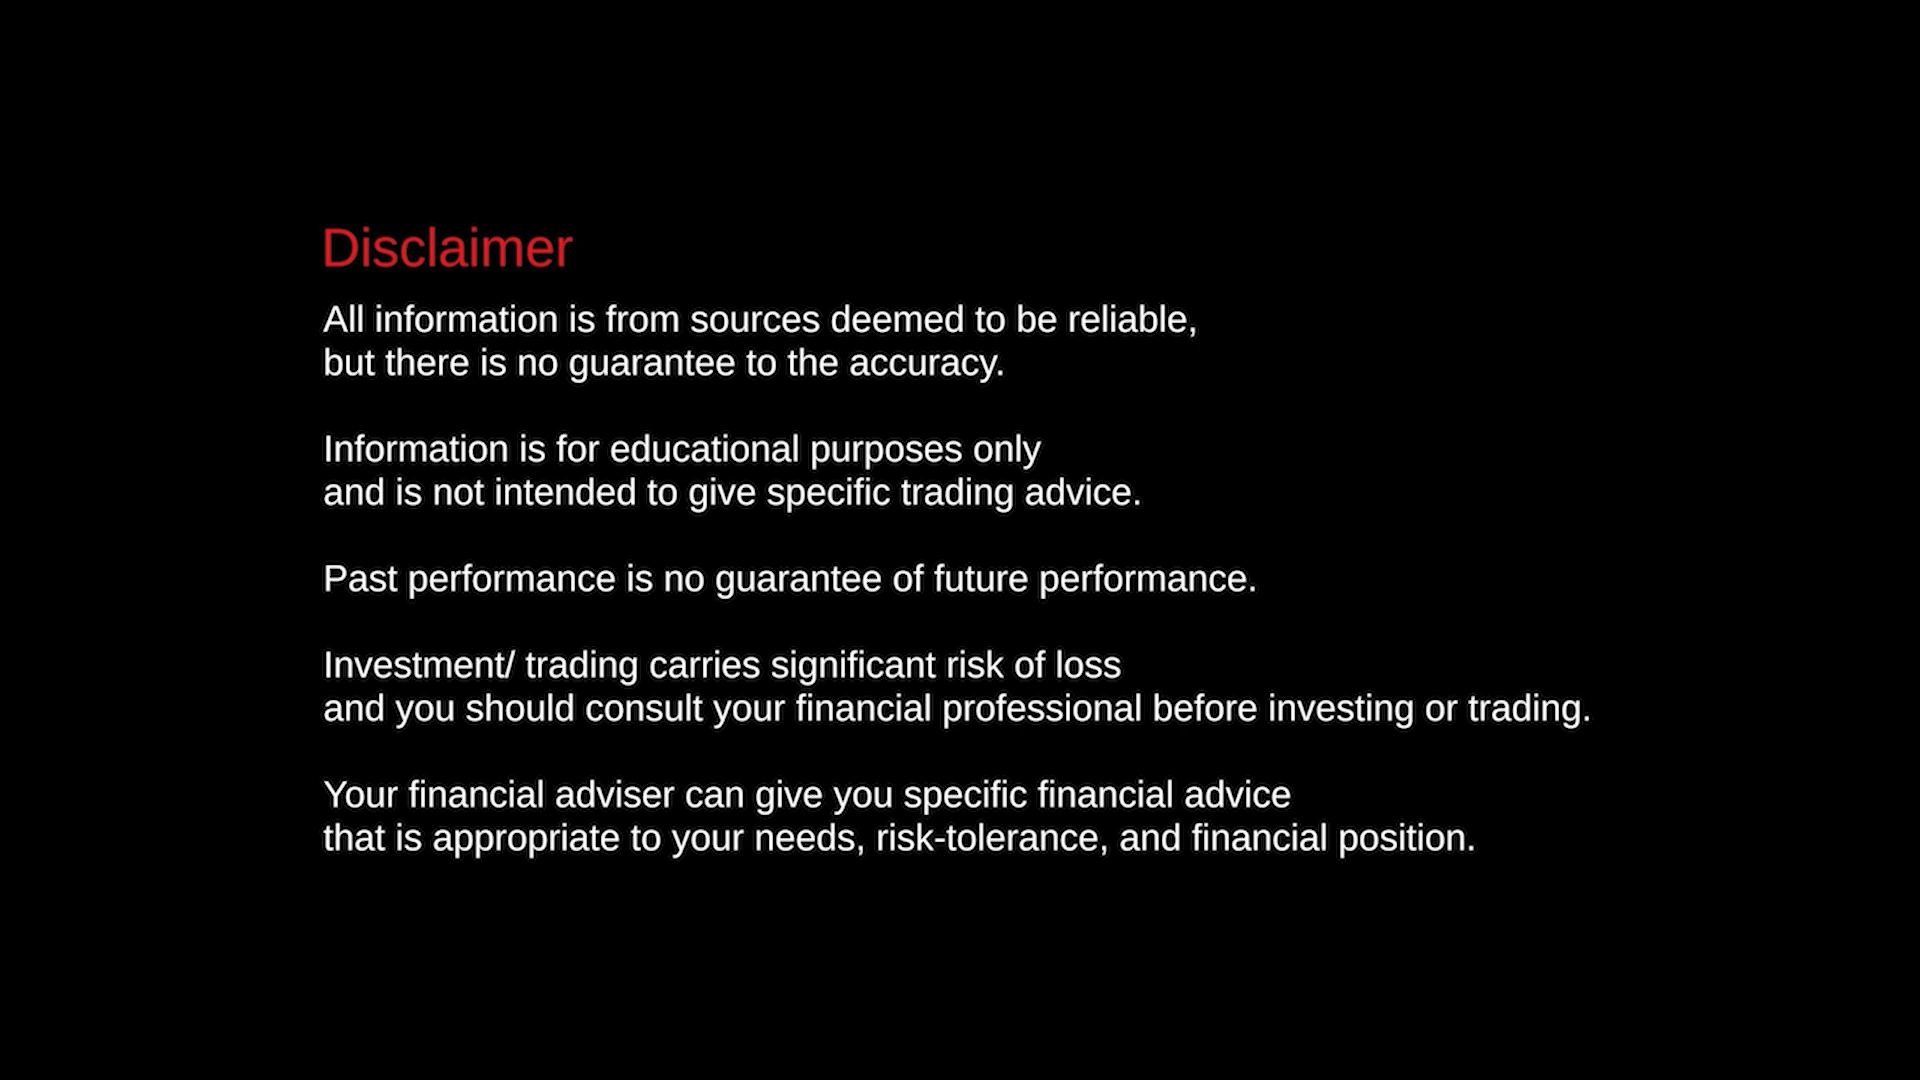 Disclaimer
All information is from sources deemed to be reliable,
but there is no guarantee to the accuracy.
Information is for educational purposes only
and is not intended to give specific trading advice.
Past performance is no guarantee of future performance.
Investment/ trading carries significant risk of loss
and you should consult your financial professional before investing or trading.
Your financial adviser can give you specific financial advice
that is appropriate to your needs, risk-tolerance, and financial position.